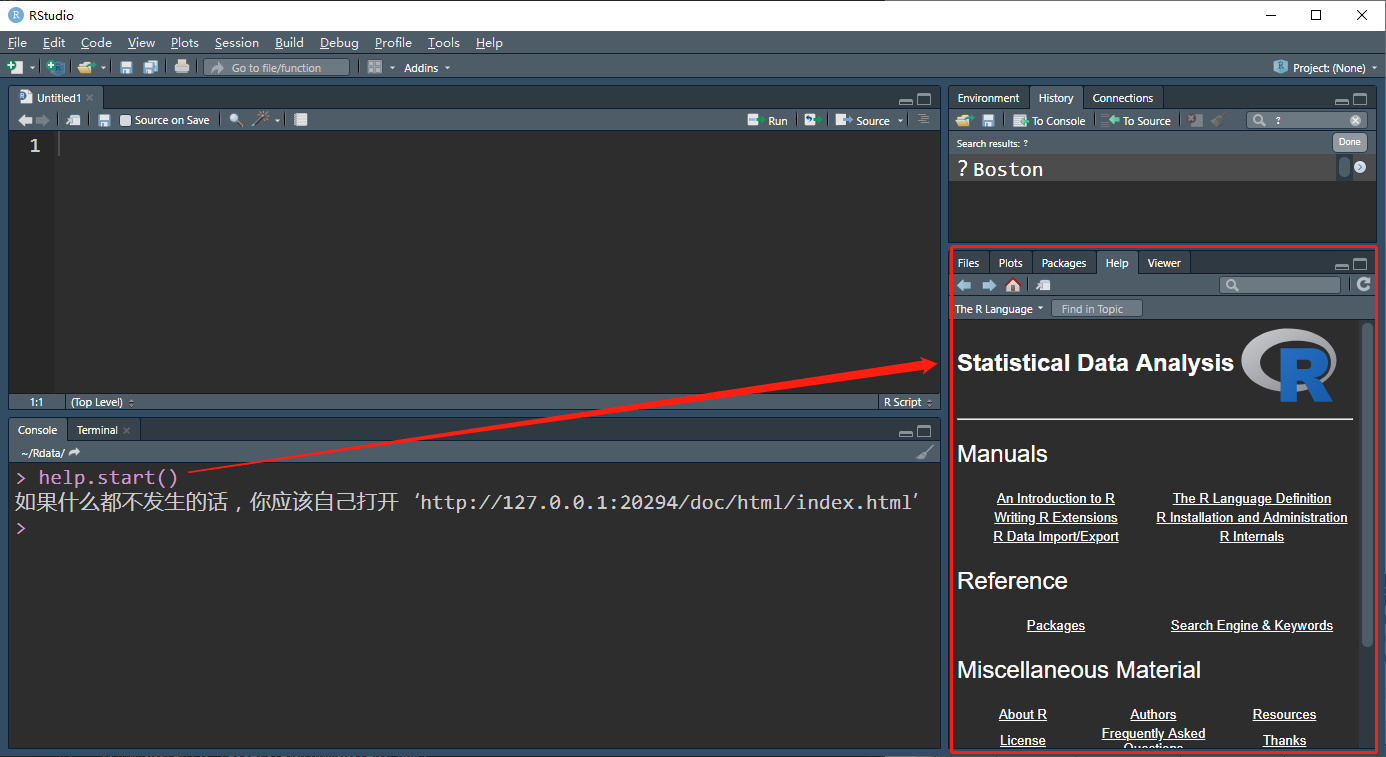 RStudio
File Edit Code View Plots Session Build Debug Profile Tools Help
Go to file/function Addins Project: (None)
Untitled1
Source on Save Run Source
1
1:1 (Top Level) R Script
Console Terminal
~/Rdata/
> help.start()
如果什么都不发生的话，你应该自己打开‘http://127.0.0.1:20294/doc/html/index.html’
>
Environment History Connections
To Console To Source ?
Search results: ? Done
?Boston
Files Plots Packages Help Viewer
The R Language Find in Topic
Statistical Data Analysis R
Manuals
An Introduction to R The R Language Definition
Writing R Extensions R Installation and Administration
R Data Import/Export R Internals
Reference
Packages Search Engine & Keywords
Miscellaneous Material
About R Authors Resources
License Frequently Asked Questions Thanks